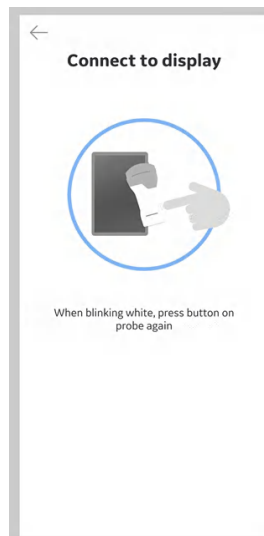 Connect to display
When blinking white, press button on
probe again